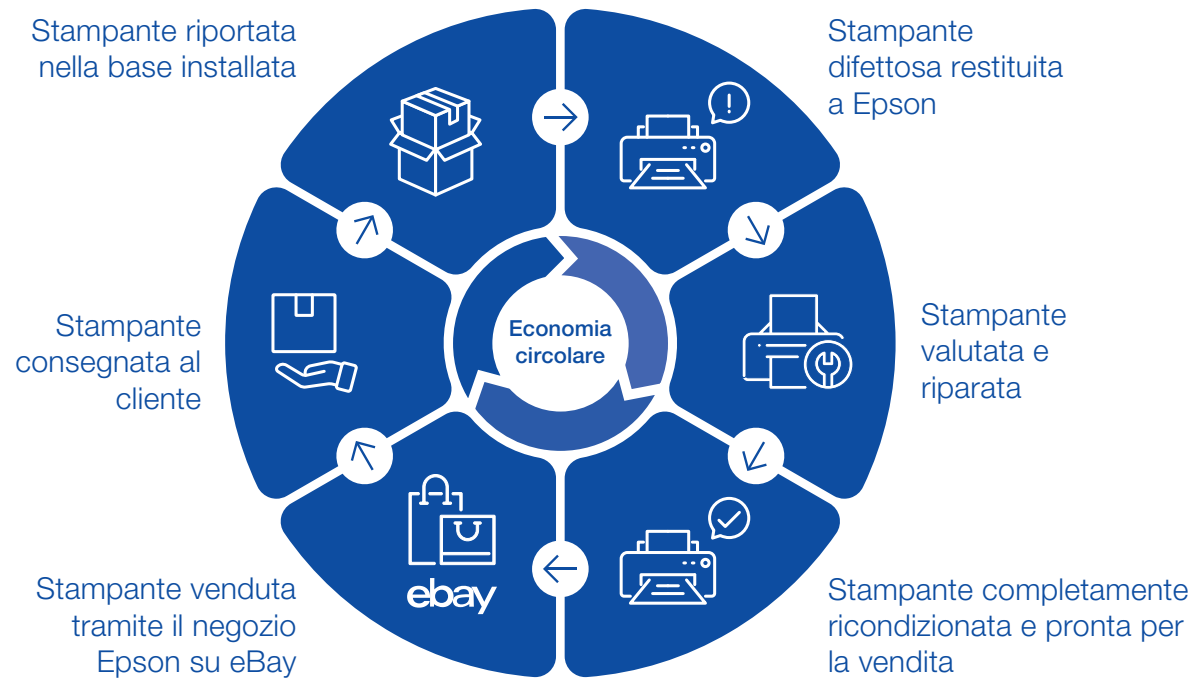 Stampante riportata
nella base installata
Stampante
difettosa restituita
a Epson
Stampante
consegnata al
cliente
Economia
circolare
Stampante
valutata e
riparata
ebay
Stampante venduta
tramite il negozio
Epson su eBay
Stampante completamente
ricondizionata e pronta per
la vendita